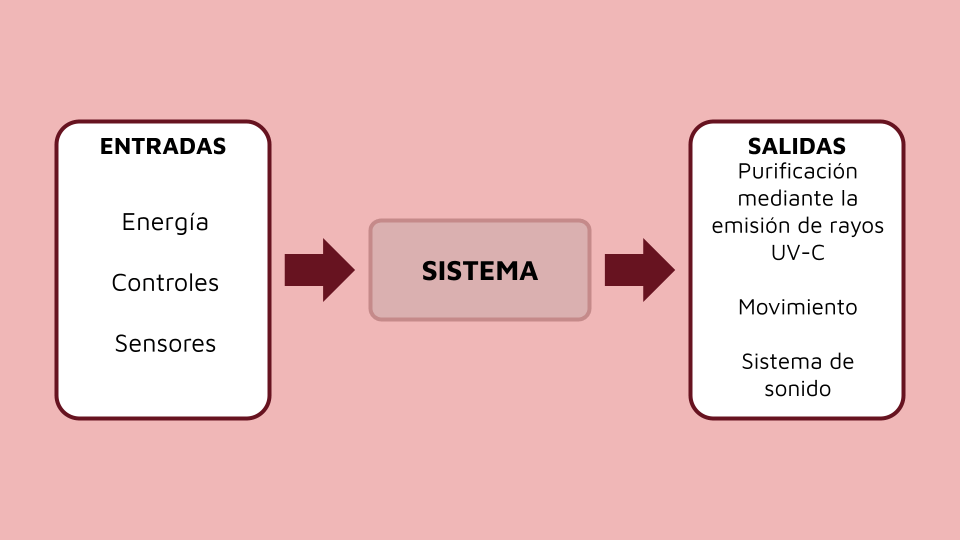 ENTRADAS
Energía
Controles
Sensores
SISTEMA
SALIDAS
Purificación
mediante la
emisión de rayos
UV-C
Movimiento
Sistema de
sonido